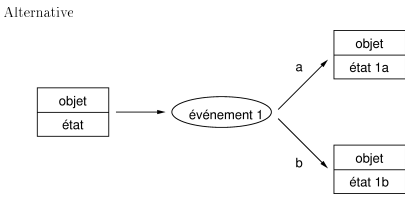 Alternative
objet
état
événement 1
a
objet
état 1a
b
objet
état 1b